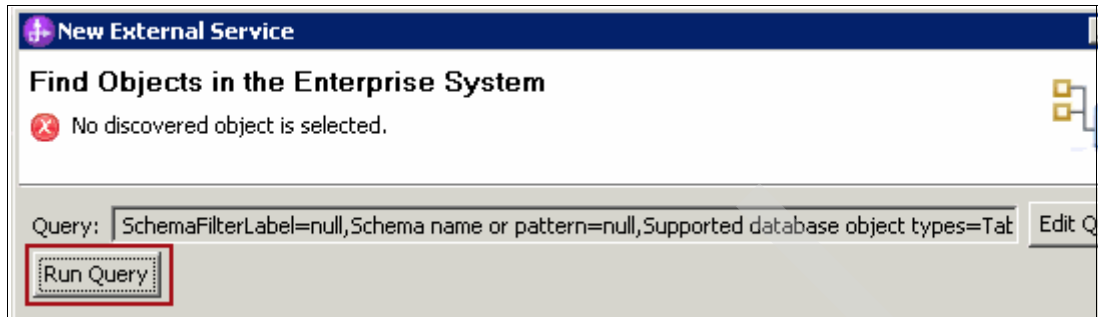 New External Service
Find Objects in the Enterprise System
No discovered object is selected.
Query: SchemaFilterLabel=null,Schema name or pattern=null,Supported database object types=Tab Edit Q
Run Query